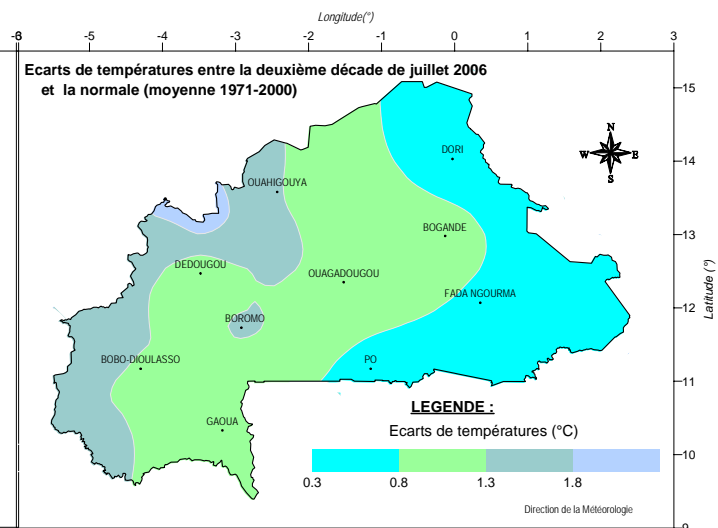 Longitude(°)
-6 -5 -4 -3 -2 -1 0 1 2 3
Ecarts de températures entre la deuxième décade de juillet 2006
et la normale (moyenne 1971-2000)
15
N
W E
S
DORI
14
OUAHIGOUYA
BOGANDE
13
DEDOUGOU
OUAGADOUGOU
Latitude (°)
FADA NGOURMA
12
BOROMO
BOBO-DIOULASSO
PO
11
LEGENDE :
GAOUA
Ecarts de températures (°C)
10
0.3 0.8 1.3 1.8
Direction de la Météorologie
9